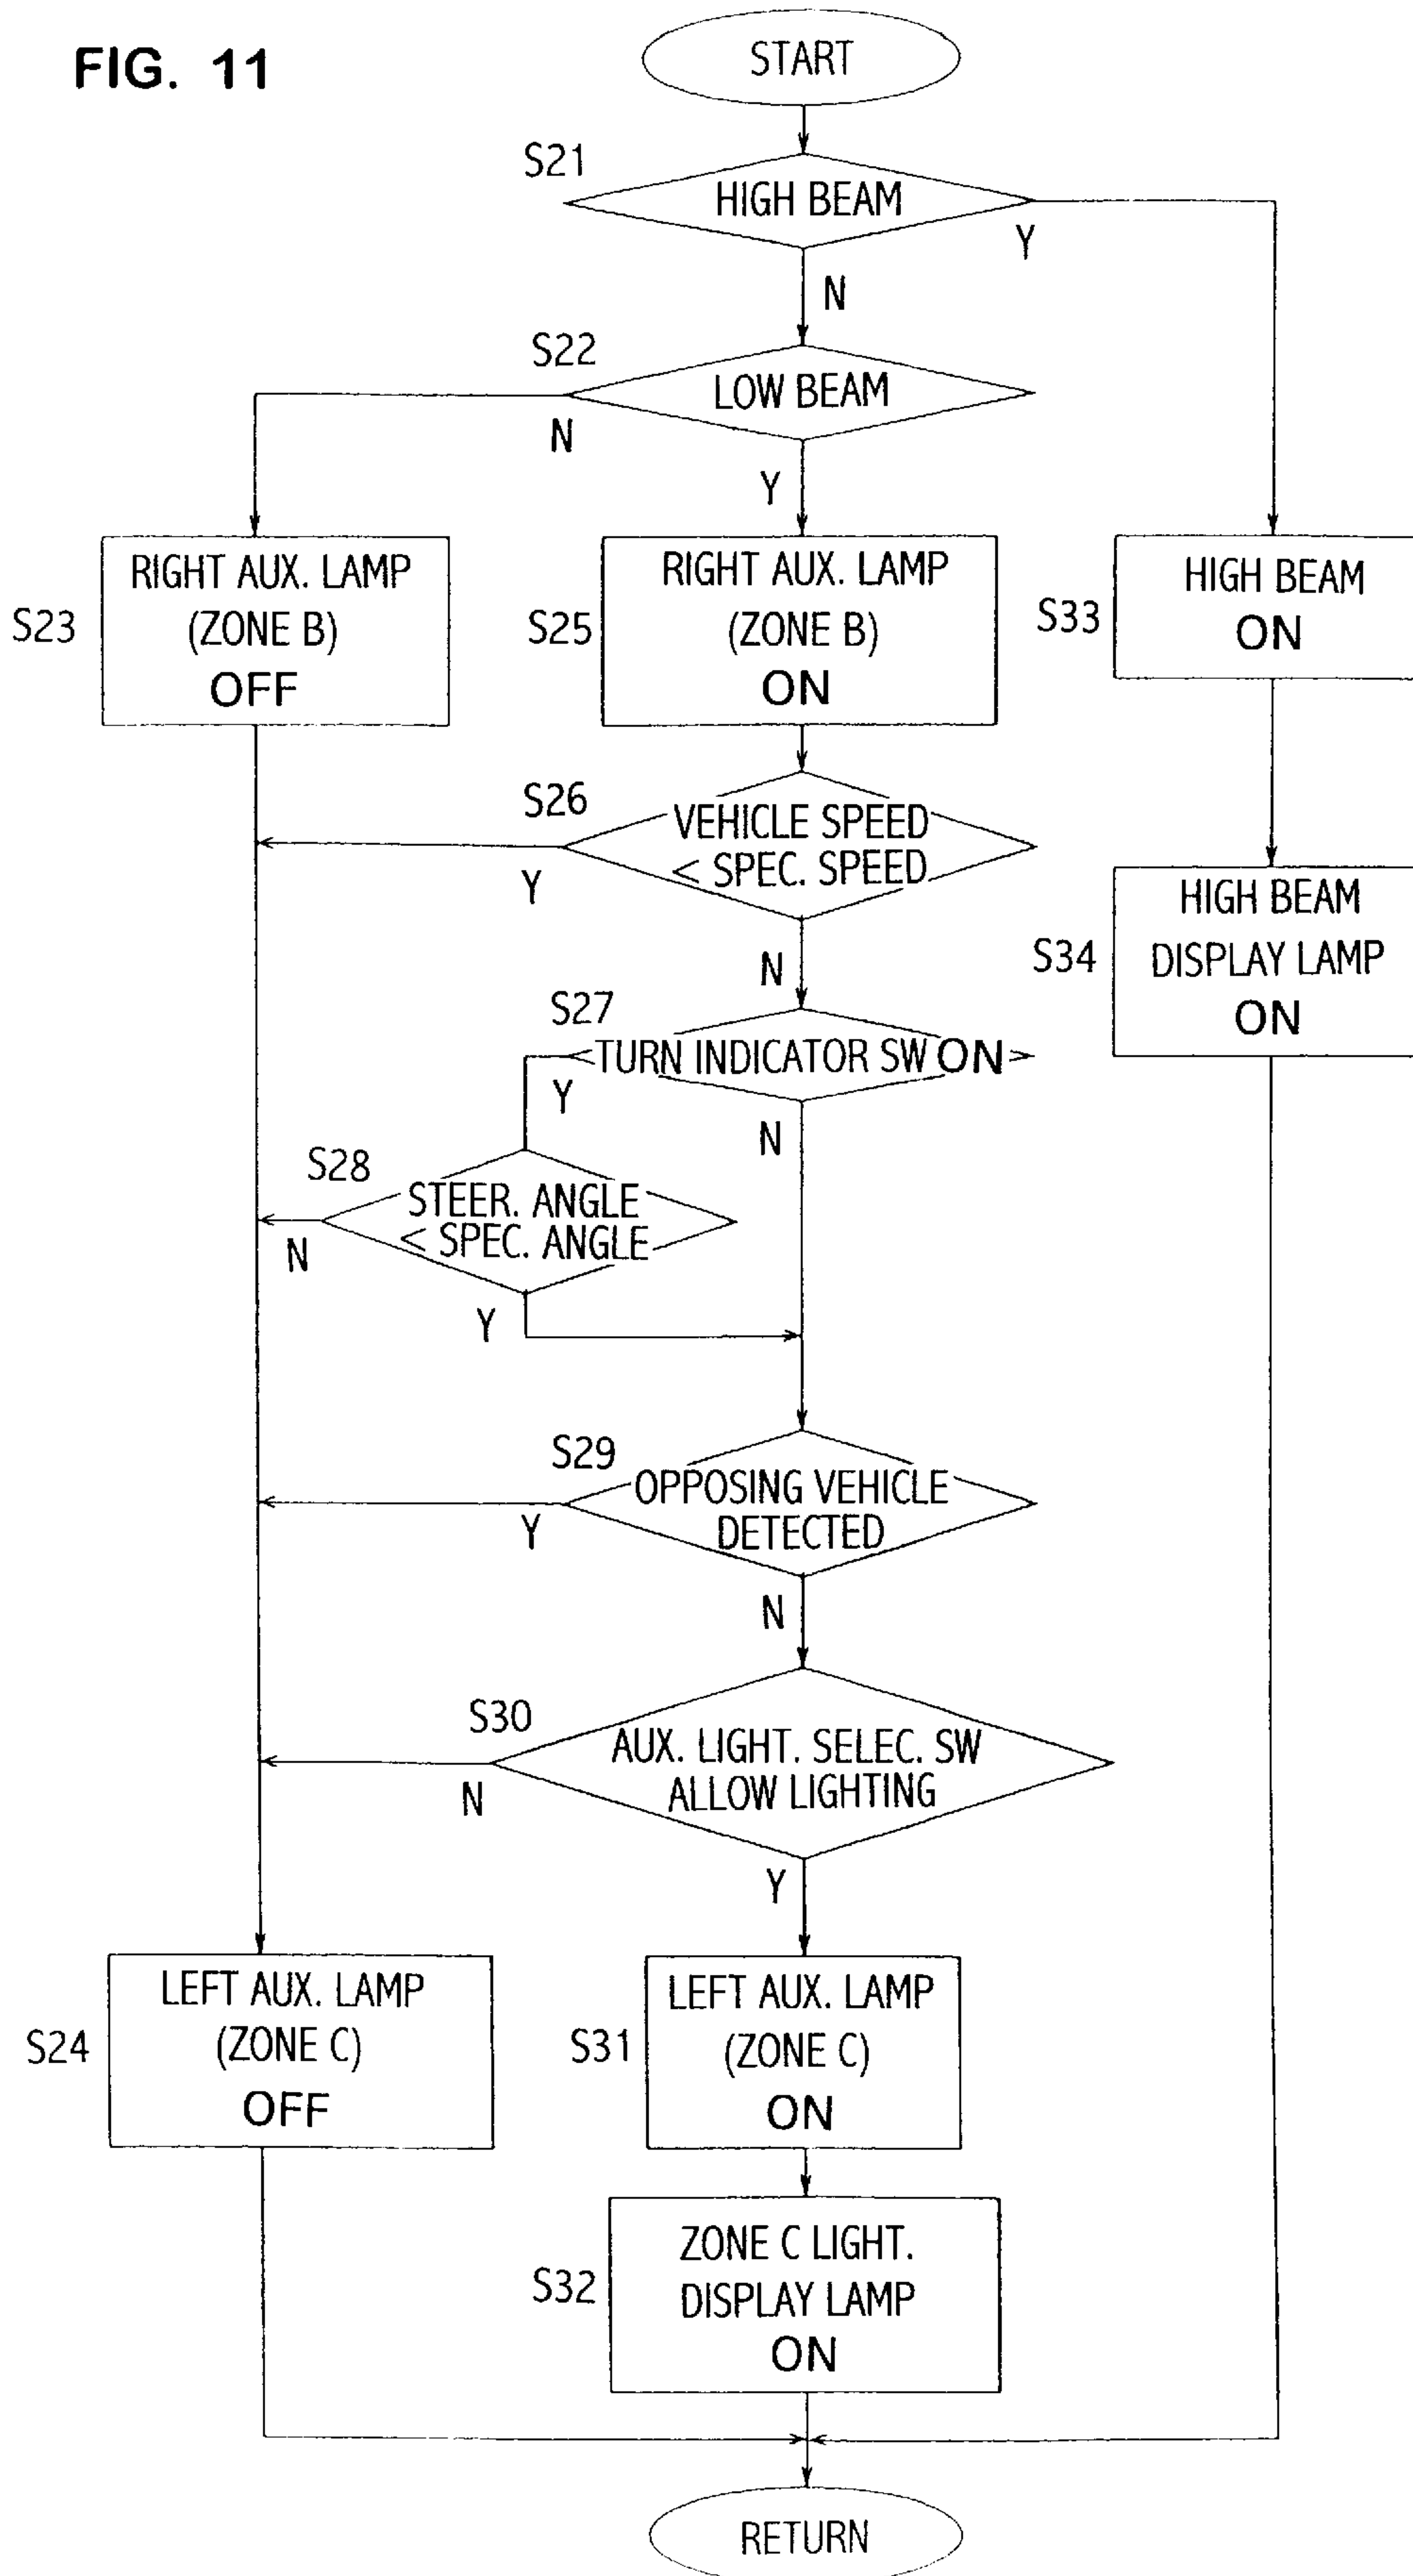 FIG. 11
START
S21
HIGH BEAM
Y
N
S22
LOW BEAM
N
Y
S23
RIGHT AUX. LAMP
(ZONE B)
OFF
S25
RIGHT AUX. LAMP
(ZONE B)
ON
S33
HIGH BEAM
ON
S26
VEHICLE SPEED
< SPEC. SPEED
Y
N
S34
HIGH BEAM
DISPLAY LAMP
ON
S27
TURN INDICATOR SW ON
Y
N
S28
STEER. ANGLE
< SPEC. ANGLE
N
Y
S29
OPPOSING VEHICLE
DETECTED
Y
N
S30
AUX. LIGHT. SELEC. SW
ALLOW LIGHTING
N
Y
S24
LEFT AUX. LAMP
(ZONE C)
OFF
S31
LEFT AUX. LAMP
(ZONE C)
ON
S32
ZONE C LIGHT.
DISPLAY LAMP
ON
RETURN